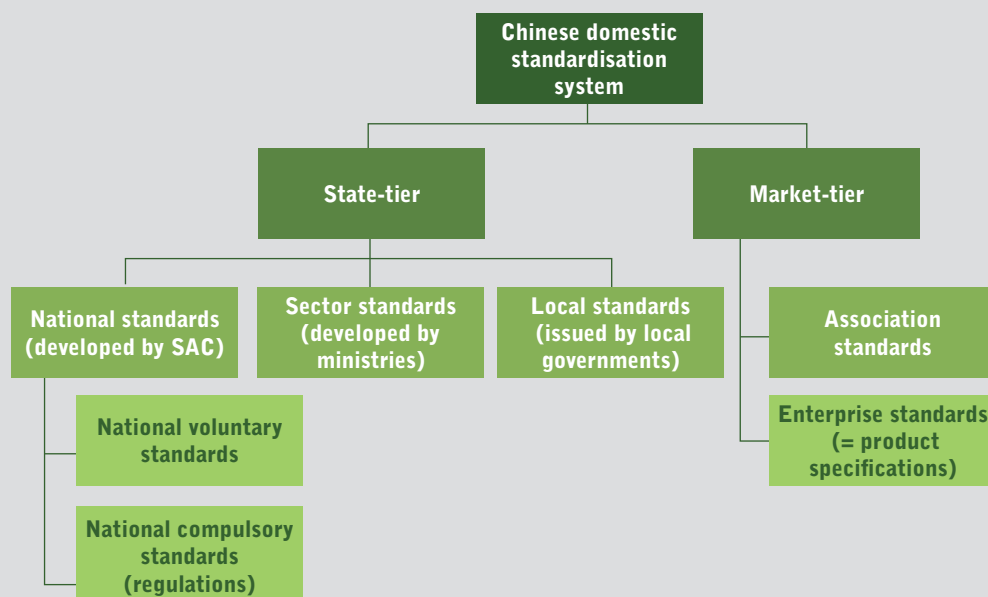 Chinese domestic
standardisation
system
State-tier
Market-tier
National standards
(developed by SAC)
Sector standards
(developed by
ministries)
Local standards
(issued by local
governments)
Association
standards
National voluntary
standards
Enterprise standards
(= product
specifications)
National compulsory
standards
(regulations)